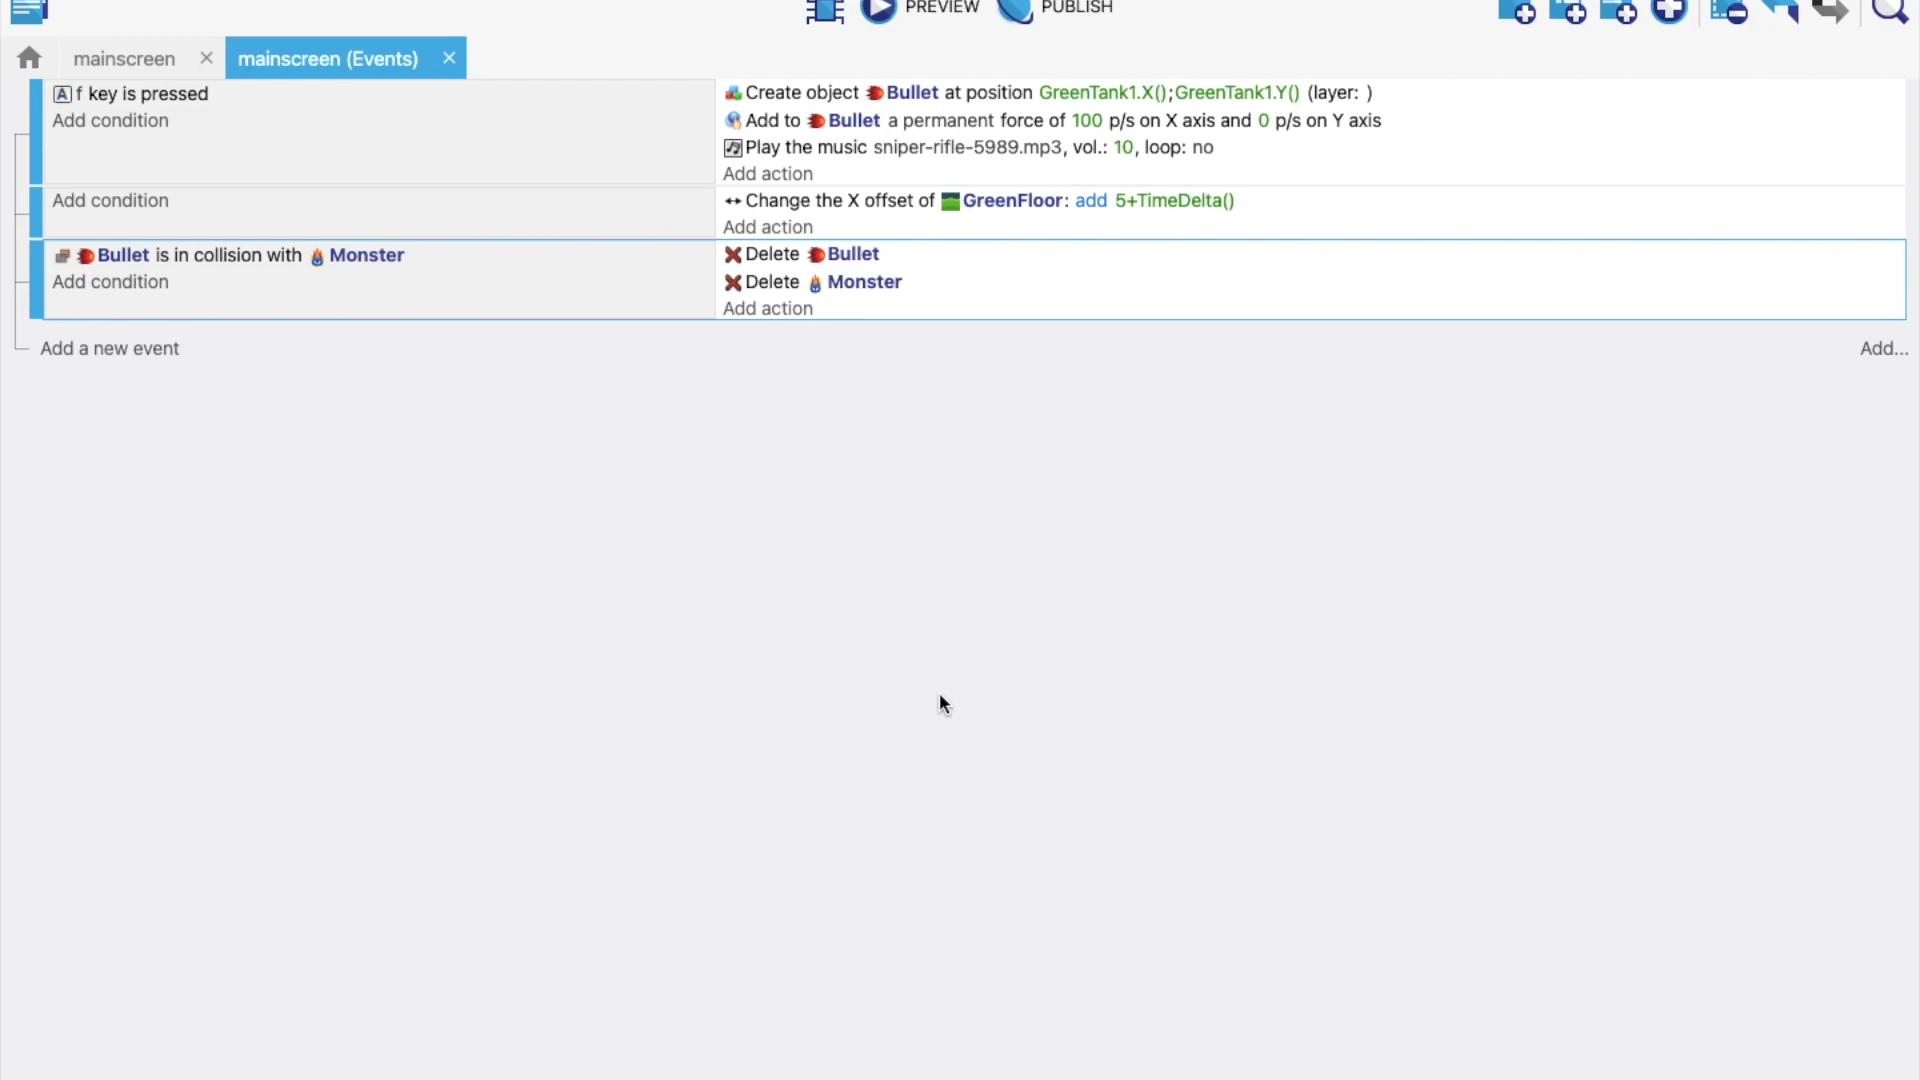 PREVIEW PUBLISH
mainscreen mainscreen (Events)
A f key is pressed
Add condition
Create object Bullet at position GreenTank1.X();GreenTank1.Y() (layer: )
Add to Bullet a permanent force of 100 p/s on X axis and 0 p/s on Y axis
Play the music sniper-rifle-5989.mp3, vol.: 10, loop: no
Add action
Add condition
Change the X offset of GreenFloor: add 5+TimeDelta()
Add action
Bullet is in collision with Monster
Add condition
Delete Bullet
Delete Monster
Add action
Add a new event
Add...